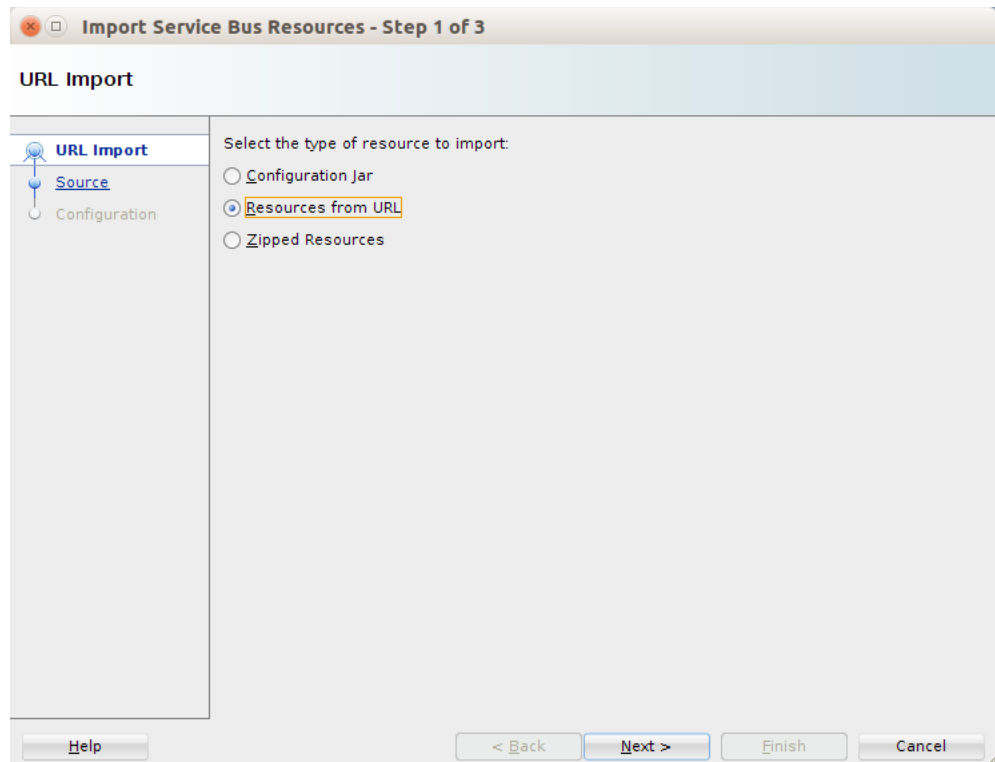 Import Service Bus Resources - Step 1 of 3
URL Import
URL Import
Source
Configuration
Select the type of resource to import:
Configuration Jar
Resources from URL
Zipped Resources
Help
< Back
Next >
Finish
Cancel